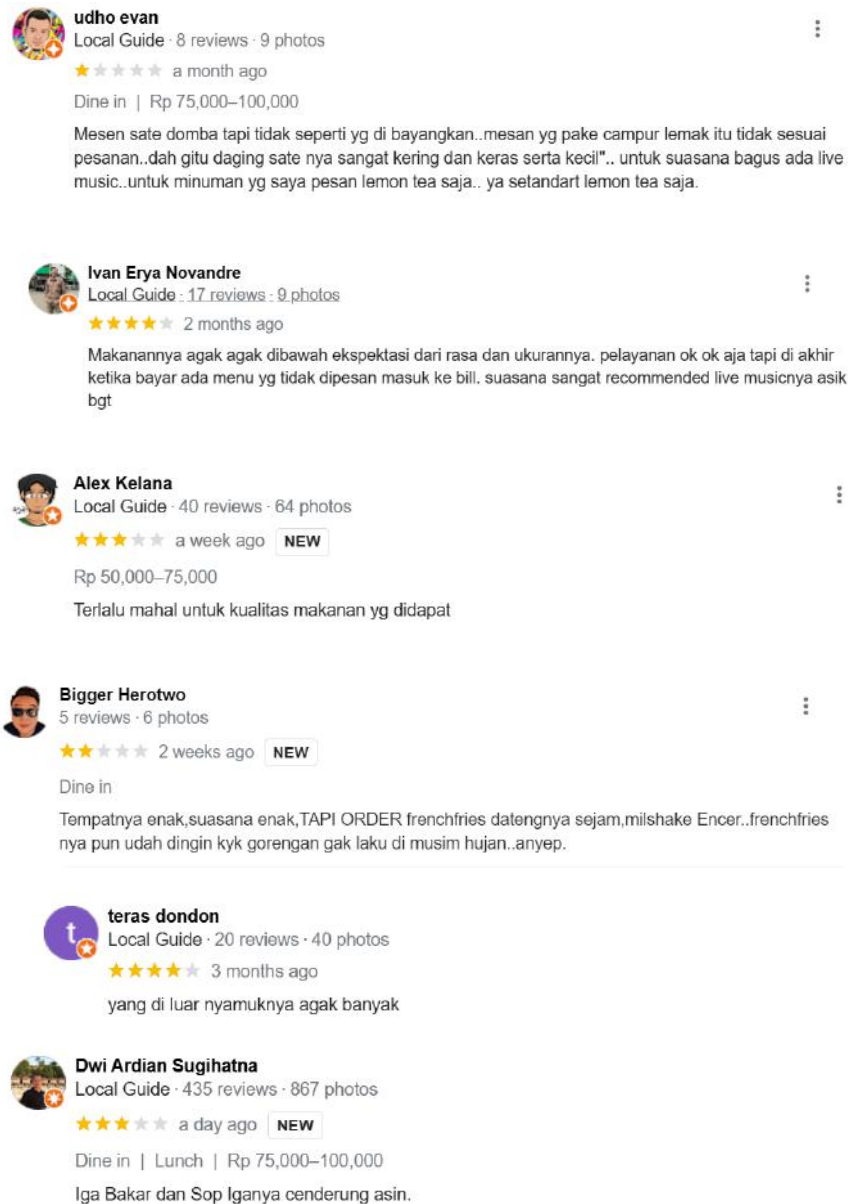 udho evan
Local Guide · 8 reviews · 9 photos
a month ago
Dine in | Rp 75,000–100,000
Mesen sate domba tapi tidak seperti yg di bayangkan..mesan yg pake campur lemak itu tidak sesuai
pesanan..dah gitu daging sate nya sangat kering dan keras serta kecil".. untuk suasana bagus ada live
music..untuk minuman yg saya pesan lemon tea saja.. ya setandart lemon tea saja.
Ivan Erya Novandre
Local Guide · 17 reviews · 9 photos
2 months ago
Makanannya agak agak dibawah ekspektasi dari rasa dan ukurannya. pelayanan ok ok aja tapi di akhir
ketika bayar ada menu yg tidak dipesan masuk ke bill. suasana sangat recommended live musicnya asik
bgt
Alex Kelana
Local Guide · 40 reviews · 64 photos
a week ago NEW
Rp 50,000–75,000
Terlalu mahal untuk kualitas makanan yg didapat
Bigger Herotwo
5 reviews · 6 photos
2 weeks ago NEW
Dine in
Tempatnya enak,suasana enak,TAPI ORDER frenchfries datengnya sejam,milshake Encer..frenchfries
nya pun udah dingin kyk gorengan gak laku di musim hujan..anyep.
t
teras dondon
Local Guide · 20 reviews · 40 photos
3 months ago
yang di luar nyamuknya agak banyak
Dwi Ardian Sugihatna
Local Guide · 435 reviews · 867 photos
a day ago NEW
Dine in | Lunch | Rp 75,000–100,000
Iga Bakar dan Sop Iganya cenderung asin.